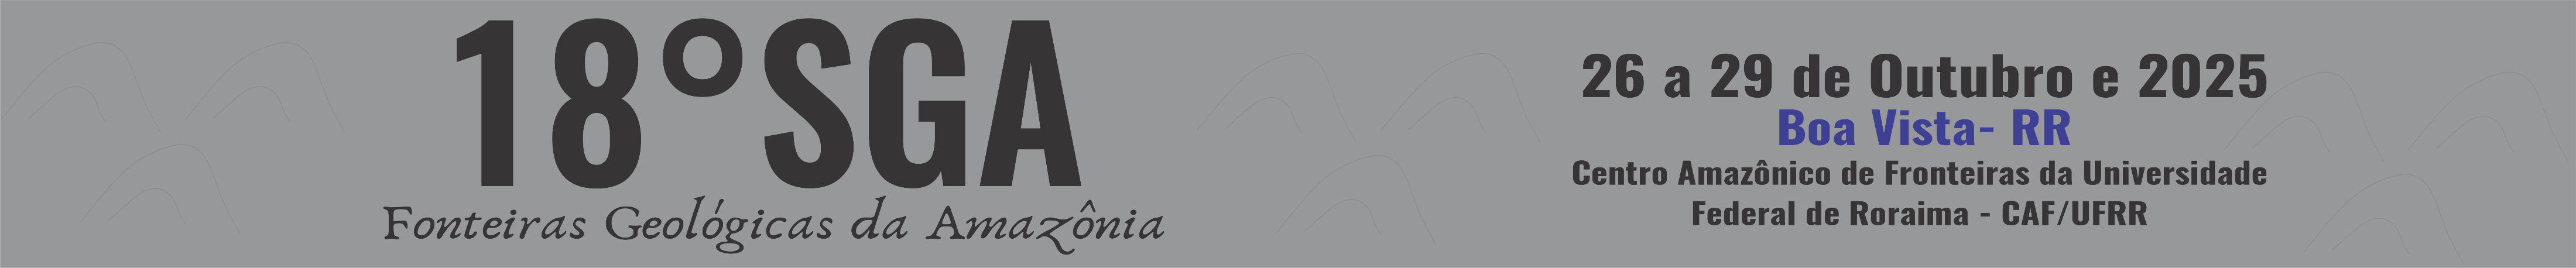 18°SGA
Fonteiras Geológicas da Amazônia
26 a 29 de Outubro e 2025
Boa Vista- RR
Centro Amazônico de Fronteiras da Universidade
Federal de Roraima - CAF/UFRR